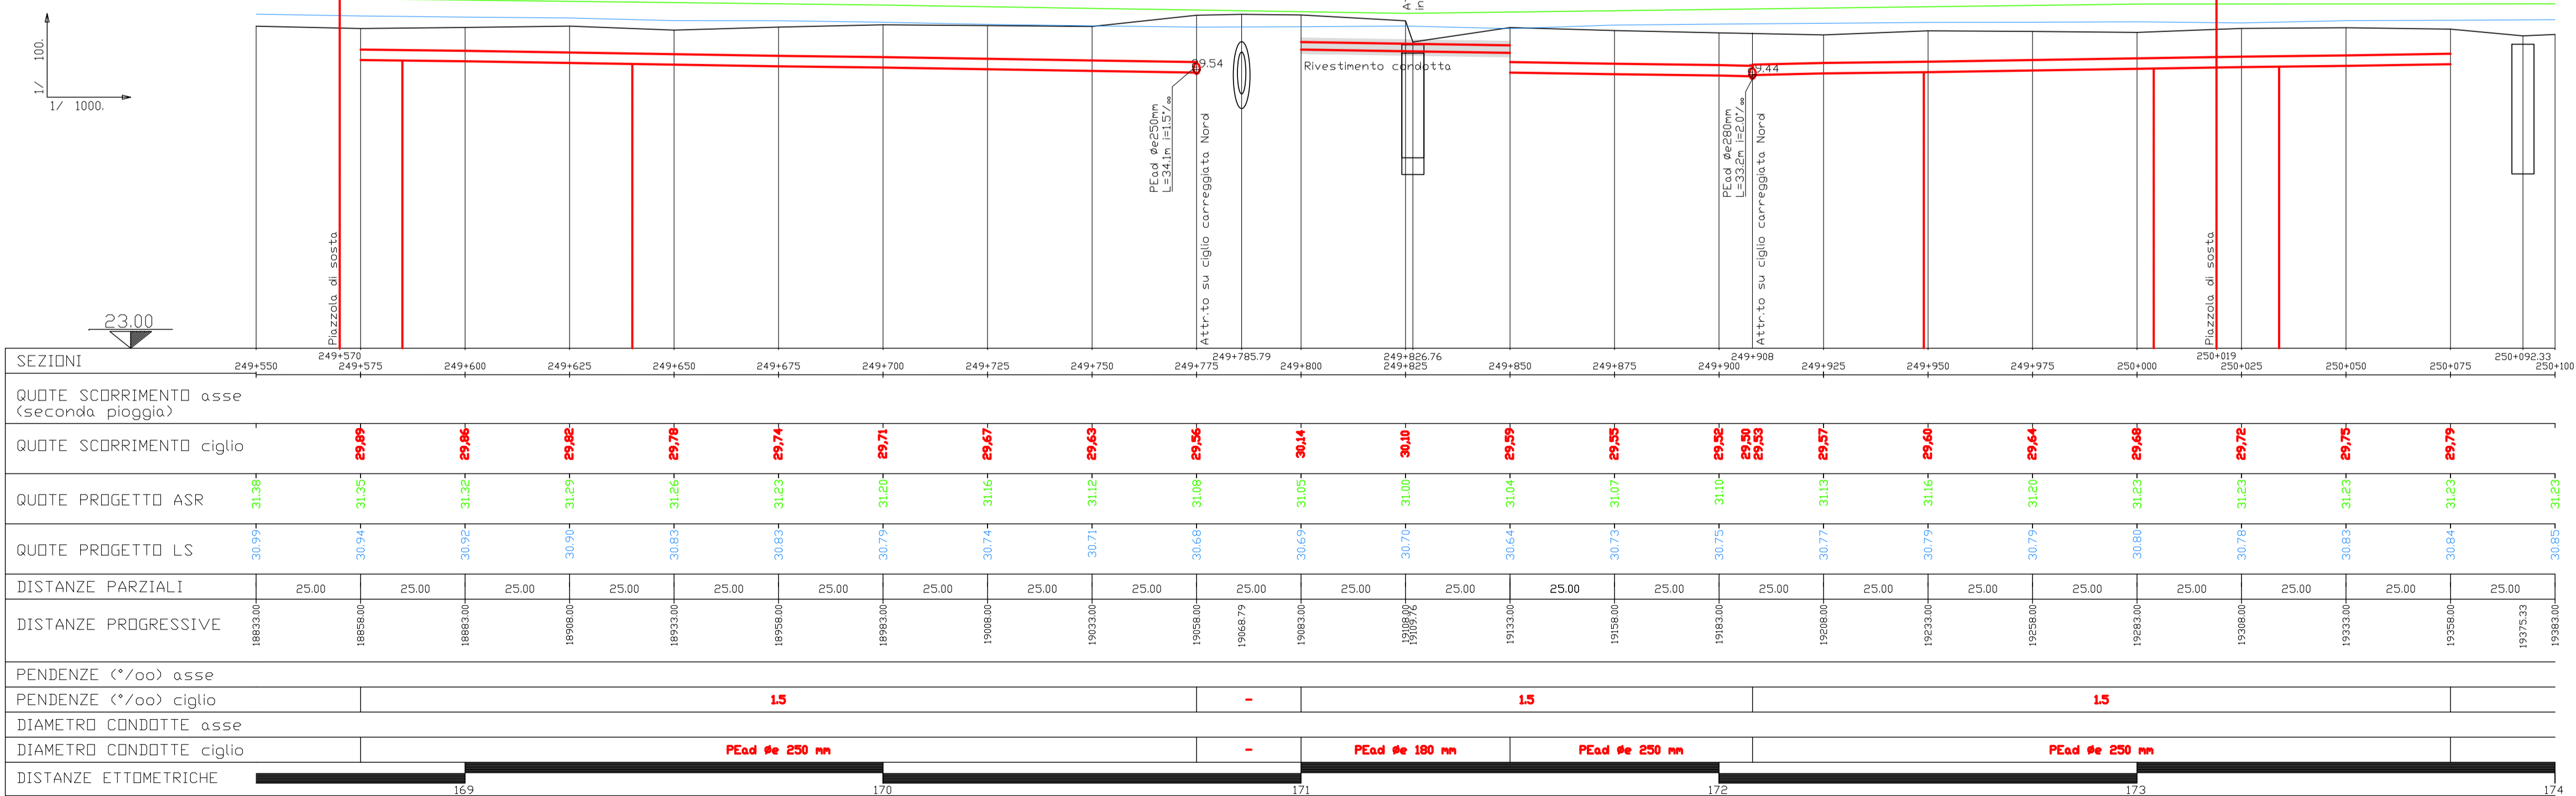 1/ 100.
1/ 1000.
23.00
Piazzola di sosta
29.54
PEad Øe250mm
L=34.1m i=1.5°/oo
Attr.to su ciglio carreggiata Nord
Rivestimento condotta
9.44
PEad Øe280mm
L=33.2m i=2.0°/oo
Attr.to su ciglio carreggiata Nord
Piazzola di sosta
SEZIONI
249+570 249+785.79 249+826.76 249+908 250+019 250+092.33
249+550 249+575 249+600 249+625 249+650 249+675 249+700 249+725 249+750 249+775 249+800 249+825 249+850 249+875 249+900 249+925 249+950 249+975 250+000 250+025 250+050 250+075 250+100
QUOTE SCORRIMENTO asse
(seconda pioggia)
QUOTE SCORRIMENTO ciglio 29,89 29,86 29,82 29,78 29,74 29,71 29,67 29,63 29,56 30,14 30,10 29,59 29,55 29,52 29,50 29,53 29,57 29,60 29,64 29,68 29,72 29,75 29,79
QUOTE PROGETTO ASR 31.38 31.35 31.32 31.29 31.26 31.23 31.20 31.16 31.12 31.08 31.05 31.00 31.04 31.07 31.10 31.13 31.16 31.20 31.23 31.23 31.23 31.23 31.23
QUOTE PROGETTO LS 30.99 30.94 30.92 30.90 30.83 30.83 30.79 30.74 30.71 30.68 30.69 30.70 30.64 30.73 30.75 30.77 30.79 30.79 30.80 30.78 30.83 30.84 30.85
DISTANZE PARZIALI 25.00 25.00 25.00 25.00 25.00 25.00 25.00 25.00 25.00 25.00 25.00 25.00 25.00 25.00 25.00 25.00 25.00 25.00 25.00 25.00 25.00 25.00
DISTANZE PROGRESSIVE 18833.00 18858.00 18883.00 18908.00 18933.00 18958.00 18983.00 19008.00 19033.00 19058.00 19068.79 19083.00 19108.00 19109.76 19133.00 19158.00 19183.00 19208.00 19233.00 19258.00 19283.00 19308.00 19333.00 19358.00 19375.33 19383.00
PENDENZE (°/oo) asse
PENDENZE (°/oo) ciglio 1.5 - 1.5 1.5
DIAMETRO CONDOTTE asse
DIAMETRO CONDOTTE ciglio PEad Øe 250 mm - PEad Øe 180 mm PEad Øe 250 mm PEad Øe 250 mm
DISTANZE ETTOMETRICHE
169 170 171 172 173 174